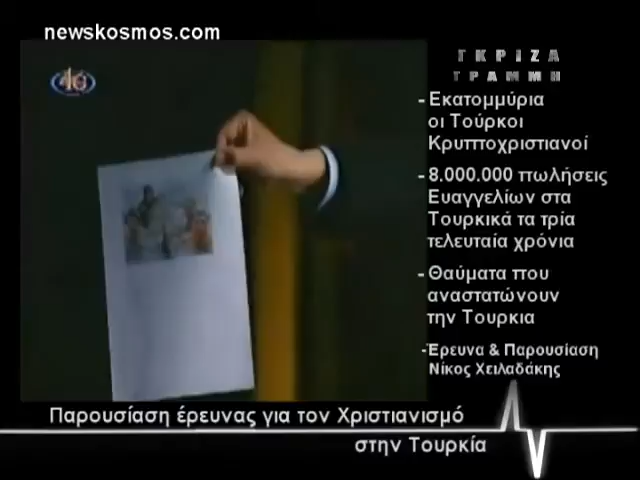 newskosmos.com
ΓΚΡΙΖΑ
ΓΡΑΜΜΗ
- Εκατομμύρια
οι Τούρκοι
Κρυπτοχριστιανοί
- 8.000.000 πωλήσεις
Ευαγγελίων στα
Τουρκικά τα τρία
τελευταία χρόνια
- Θαύματα που
αναστατώνουν
την Τουρκια
-Έρευνα & Παρουσίαση
Νίκος Χειλαδάκης
Παρουσίαση έρευνας για τον Χριστιανισμό
στην Τουρκία